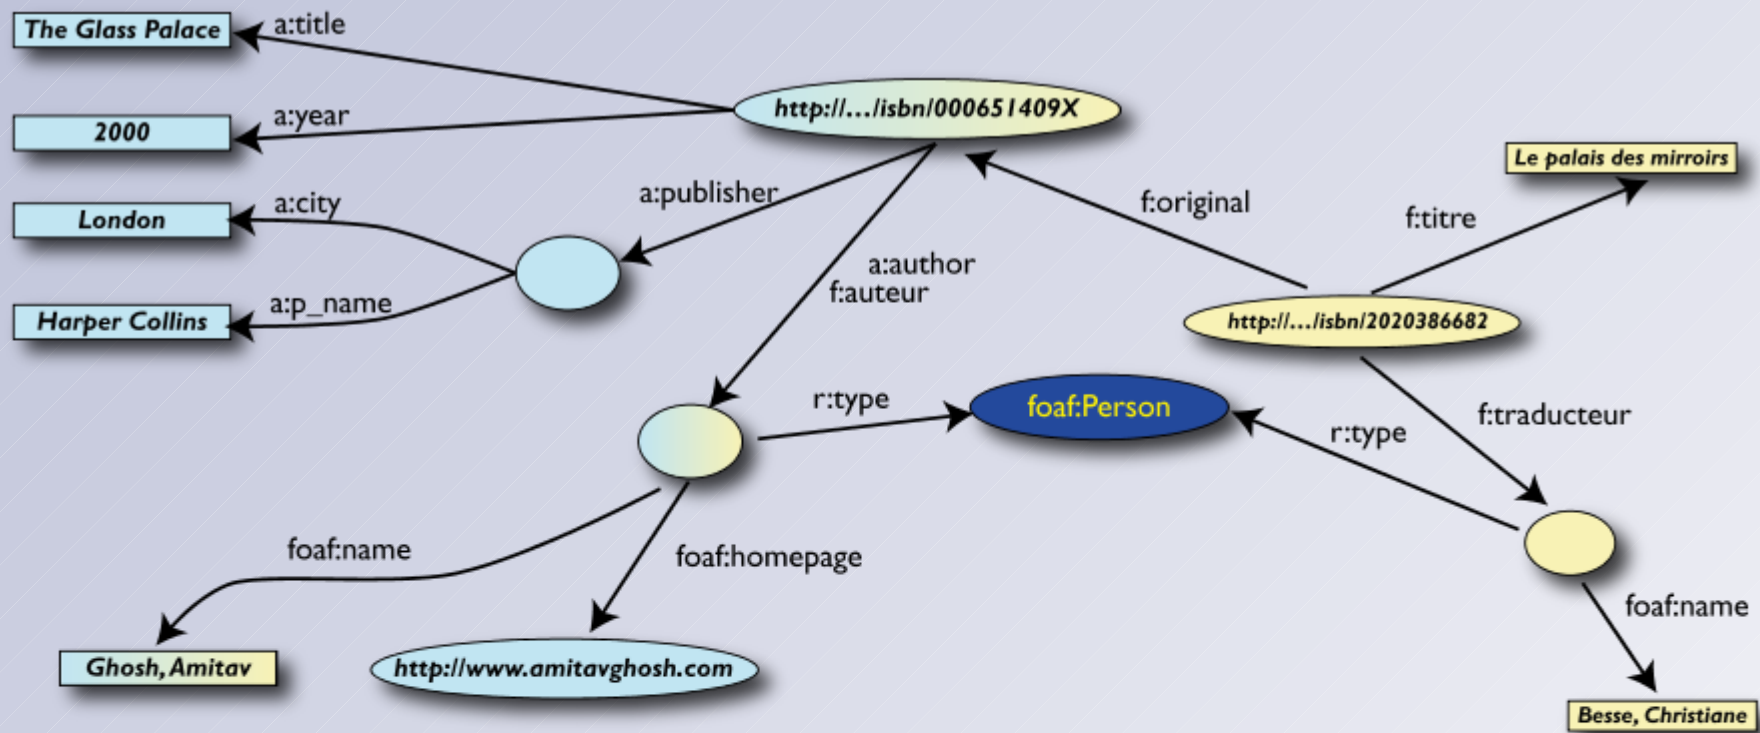 The Glass Palace
a:title
http://.../isbn/000651409X
2000
a:year
Le palais des mirroirs
a:publisher
f:original
f:titre
London
a:city
a:author
f:auteur
Harper Collins
a:p_name
http://.../isbn/2020386682
r:type
foaf:Person
f:traducteur
r:type
foaf:name
foaf:homepage
foaf:name
Ghosh, Amitav
http://www.amitavghosh.com
Besse, Christiane